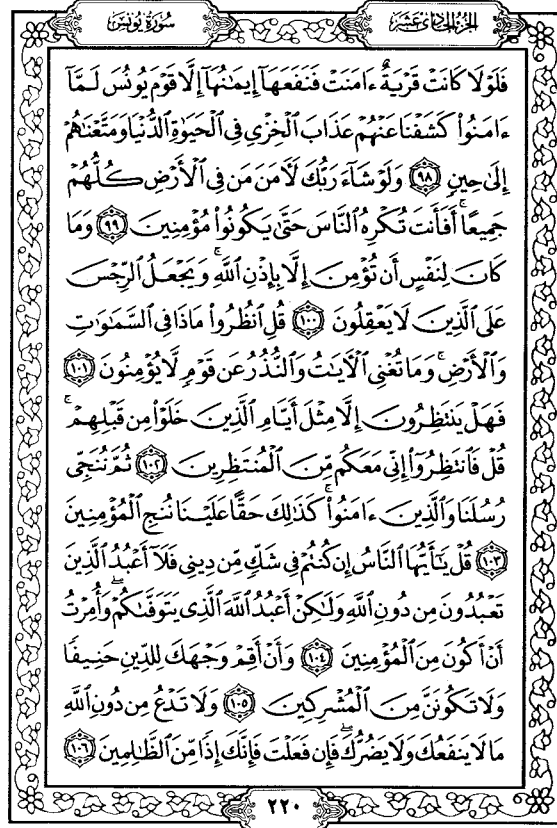 الجزء الحادى عشر
سورة يونس
فَلَوْلَا كَانَتْ قَرْيَةٌ ءَامَنَتْ فَنَفَعَهَآ إِيمَٰنُهَآ إِلَّا قَوْمَ يُونُسَ لَمَّآ
ءَامَنُوا۟ كَشَفْنَا عَنْهُمْ عَذَابَ ٱلْخِزْىِ فِى ٱلْحَيَوٰةِ ٱلدُّنْيَا وَمَتَّعْنَٰهُمْ
إِلَىٰ حِينٍ ٩٨ وَلَوْ شَآءَ رَبُّكَ لَءَامَنَ مَن فِى ٱلْأَرْضِ كُلُّهُمْ
جَمِيعًا ۚ أَفَأَنتَ تُكْرِهُ ٱلنَّاسَ حَتَّىٰ يَكُونُوا۟ مُؤْمِنِينَ ٩٩ وَمَا
كَانَ لِنَفْسٍ أَن تُؤْمِنَ إِلَّا بِإِذْنِ ٱللَّهِ ۚ وَيَجْعَلُ ٱلرِّجْسَ
عَلَى ٱلَّذِينَ لَا يَعْقِلُونَ ١٠٠ قُلِ ٱنظُرُوا۟ مَاذَا فِى ٱلسَّمَٰوَٰتِ
وَٱلْأَرْضِ ۚ وَمَا تُغْنِى ٱلْءَايَٰتُ وَٱلنُّذُرُ عَن قَوْمٍ لَّا يُؤْمِنُونَ ١٠١
فَهَلْ يَنتَظِرُونَ إِلَّا مِثْلَ أَيَّامِ ٱلَّذِينَ خَلَوْا۟ مِن قَبْلِهِمْ ۚ
قُلْ فَٱنتَظِرُوٓا۟ إِنِّى مَعَكُم مِّنَ ٱلْمُنتَظِرِينَ ١٠٢ ثُمَّ نُنَجِّى
رُسُلَنَا وَٱلَّذِينَ ءَامَنُوا۟ ۚ كَذَٰلِكَ حَقًّا عَلَيْنَا نُنجِ ٱلْمُؤْمِنِينَ
١٠٣ قُلْ يَٰٓأَيُّهَا ٱلنَّاسُ إِن كُنتُمْ فِى شَكٍّ مِّن دِينِى فَلَآ أَعْبُدُ ٱلَّذِينَ
تَعْبُدُونَ مِن دُونِ ٱللَّهِ وَلَٰكِنْ أَعْبُدُ ٱللَّهَ ٱلَّذِى يَتَوَفَّىٰكُمْ ۖ وَأُمِرْتُ
أَنْ أَكُونَ مِنَ ٱلْمُؤْمِنِينَ ١٠٤ وَأَنْ أَقِمْ وَجْهَكَ لِلدِّينِ حَنِيفًا
وَلَا تَكُونَنَّ مِنَ ٱلْمُشْرِكِينَ ١٠٥ وَلَا تَدْعُ مِن دُونِ ٱللَّهِ
مَا لَا يَنفَعُكَ وَلَا يَضُرُّكَ ۖ فَإِن فَعَلْتَ فَإِنَّكَ إِذًا مِّنَ ٱلظَّٰلِمِينَ ١٠٦
٢٢٠